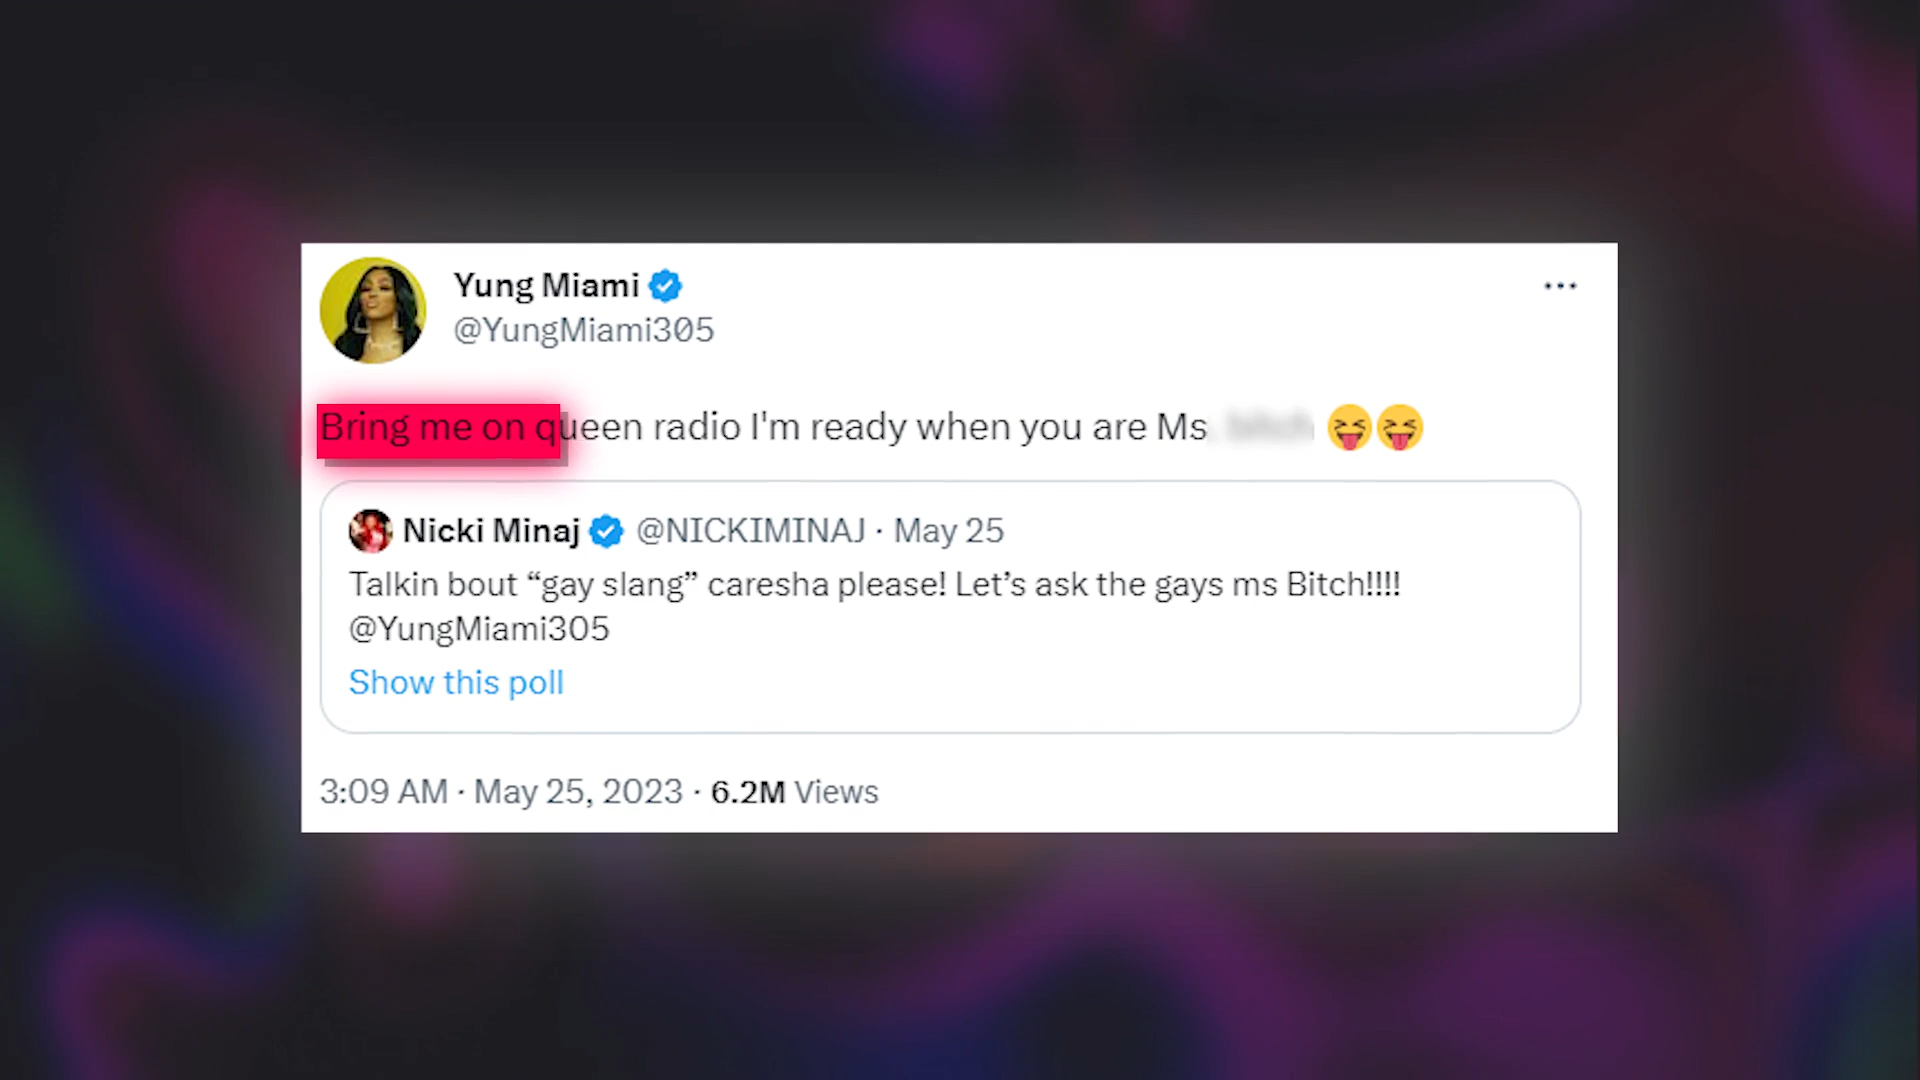 Yung Miami
@YungMiami305
Bring me on queen radio I'm ready when you are Ms. 😝😝
Nicki Minaj @NICKIMINAJ · May 25
Talkin bout “gay slang” caresha please! Let’s ask the gays ms Bitch!!!!
@YungMiami305
Show this poll
3:09 AM · May 25, 2023 · 6.2M Views